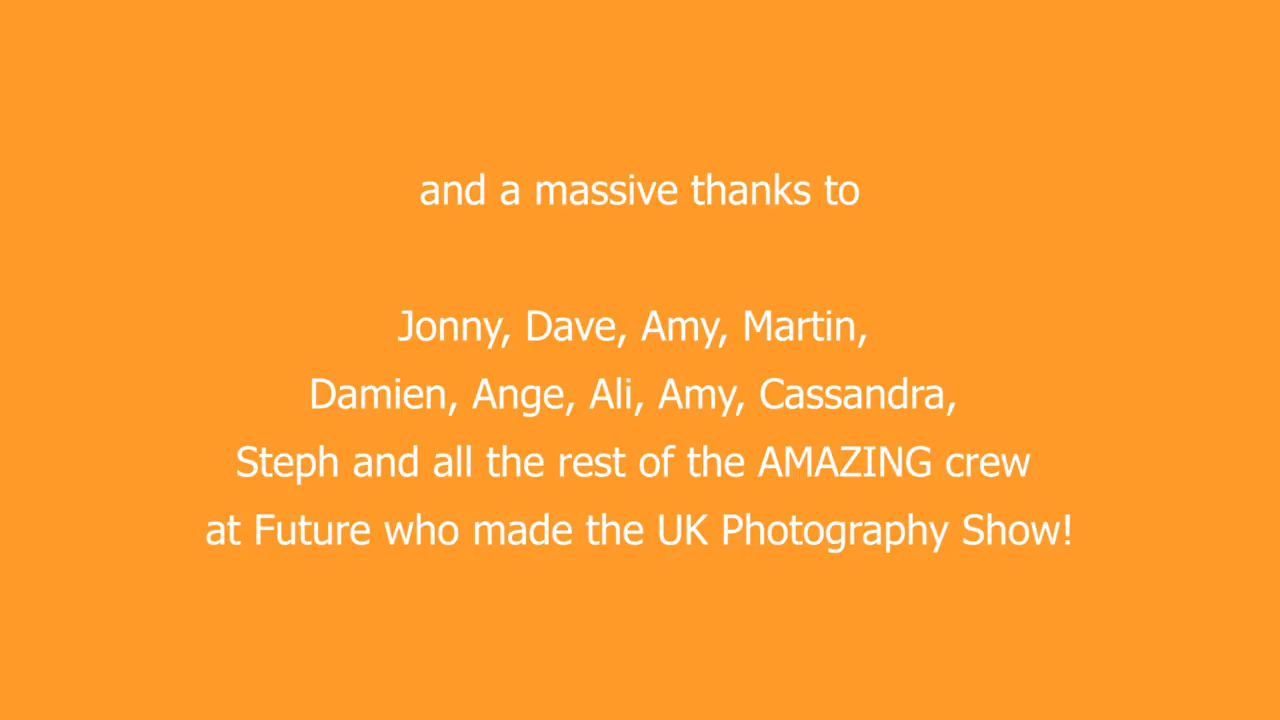 and a massive thanks to
Jonny, Dave, Amy, Martin,
Damien, Ange, Ali, Amy, Cassandra,
Steph and all the rest of the AMAZING crew
at Future who made the UK Photography Show!